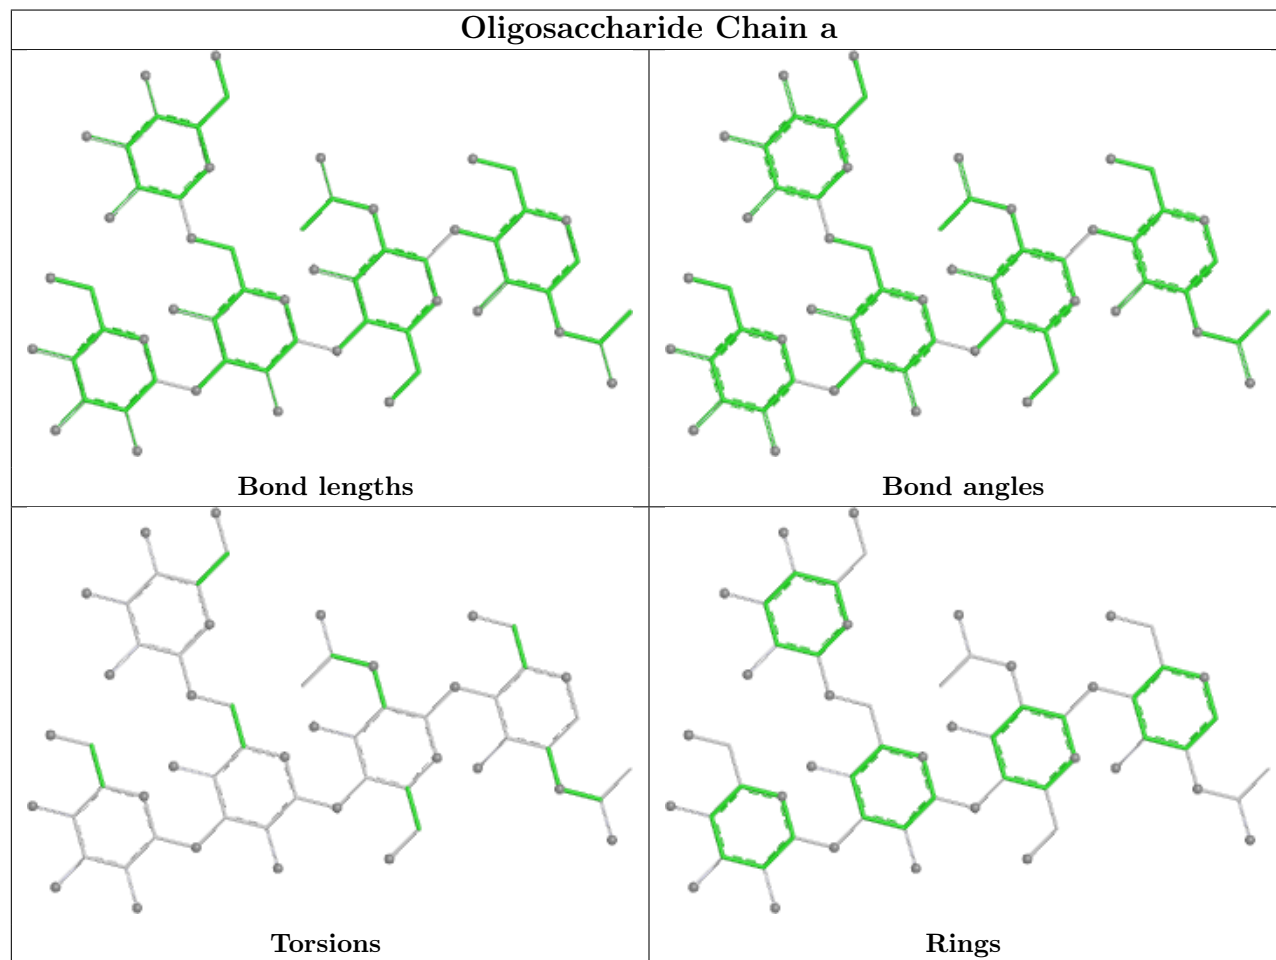 Oligosaccharide Chain a
Bond lengths
Bond angles
Torsions
Rings